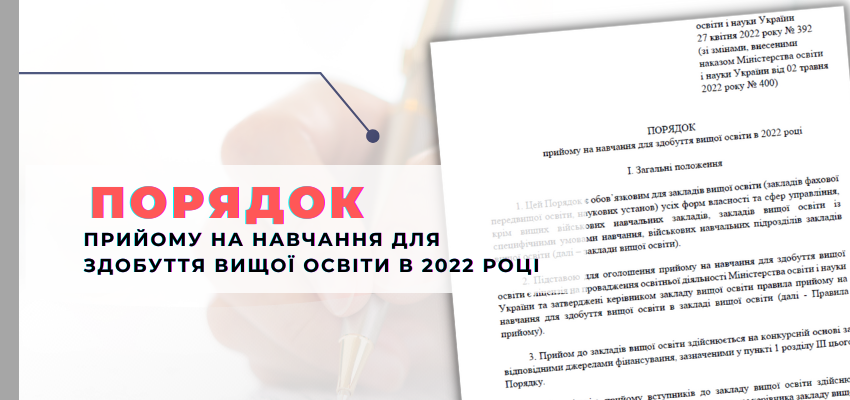 ПОРЯДОК
ПРИЙОМУ НА НАВЧАННЯ ДЛЯ
ЗДОБУТТЯ ВИЩОЇ ОСВІТИ В 2022 РОЦІ
освіти і науки України
27 квітня 2022 року № 392
(зі змінами, внесеними
наказом Міністерства освіти
і науки України від 02 травня
2022 року № 400)
ПОРЯДОК
прийому на навчання для здобуття вищої освіти в 2022 році
І. Загальні положення
1. Цей Порядок є обов’язковим для закладів вищої освіти (закладів фахової
передвищої освіти, наукових установ) усіх форм власності та сфер управління,
крім вищих військових навчальних закладів, закладів вищої освіти із
специфічними умовами навчання, військових навчальних підрозділів закладів
вищої освіти (далі – заклади вищої освіти).
2. Підставою для оголошення прийому на навчання для здобуття вищої
освіти є ліцензія на провадження освітньої діяльності Міністерства освіти і науки
України та затверджені керівником закладу вищої освіти правила прийому на
навчання для здобуття вищої освіти в закладі вищої освіти (далі - Правила
прийому).
3. Прийом до закладів вищої освіти здійснюється на конкурсній основі за
відповідними джерелами фінансування, зазначеними у пункті 1 розділу III цього
Порядку.
прийому вступників до закладу вищої освіти
керівника закладу